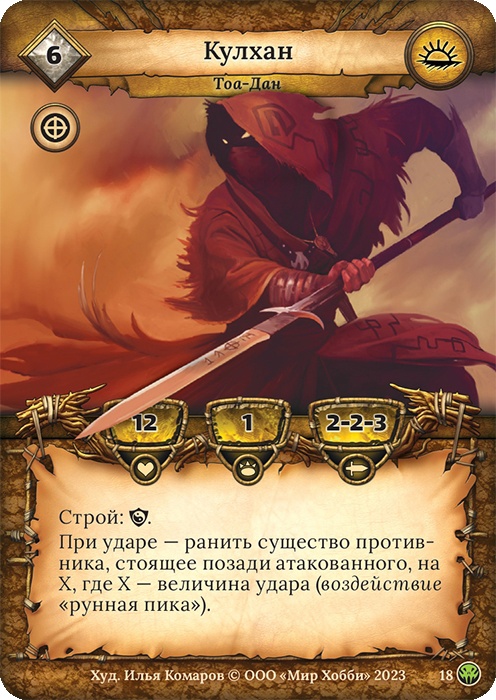 6
Кулхан
Тоа-Дан
12
1
2-2-3
Строй: .
При ударе — ранить существо против-
ника, стоящее позади атакованного, на
X, где X — величина удара (воздействие
«рунная пика»).
Худ. Илья Комаров © ООО «Мир Хобби» 2023
18